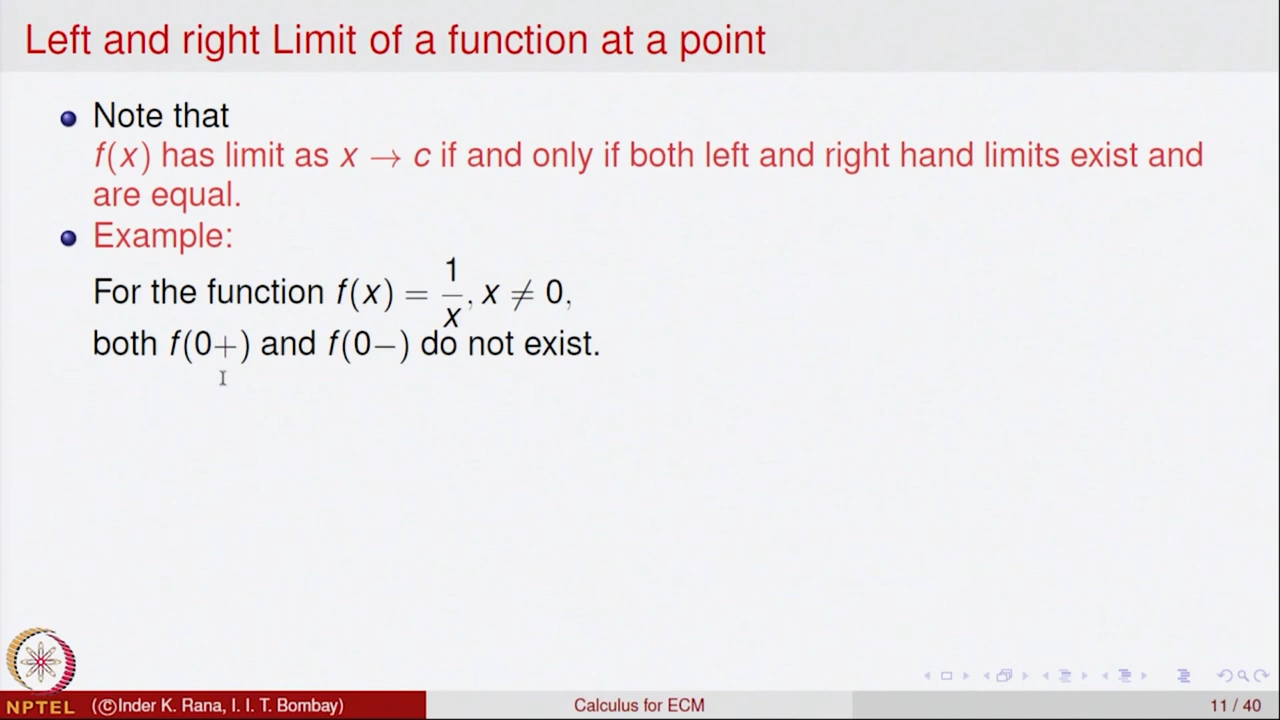 Left and right Limit of a function at a point
Note that
f(x) has limit as x → c if and only if both left and right hand limits exist and
are equal.
Example:
For the function f(x) = 1/x, x ≠ 0,
both f(0+) and f(0−) do not exist.
NPTEL (©Inder K. Rana, I. I. T. Bombay) Calculus for ECM 11 / 40